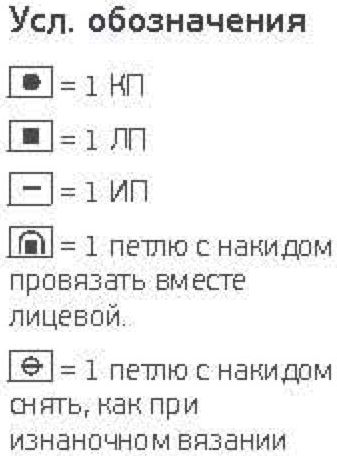 Усл. обозначения
= 1 КП
= 1 ЛП
= 1 ИП
= 1 петлю с накидом
провязать вместе
лицевой.
= 1 петлю с накидом
снять, как при
изнаночном вязании